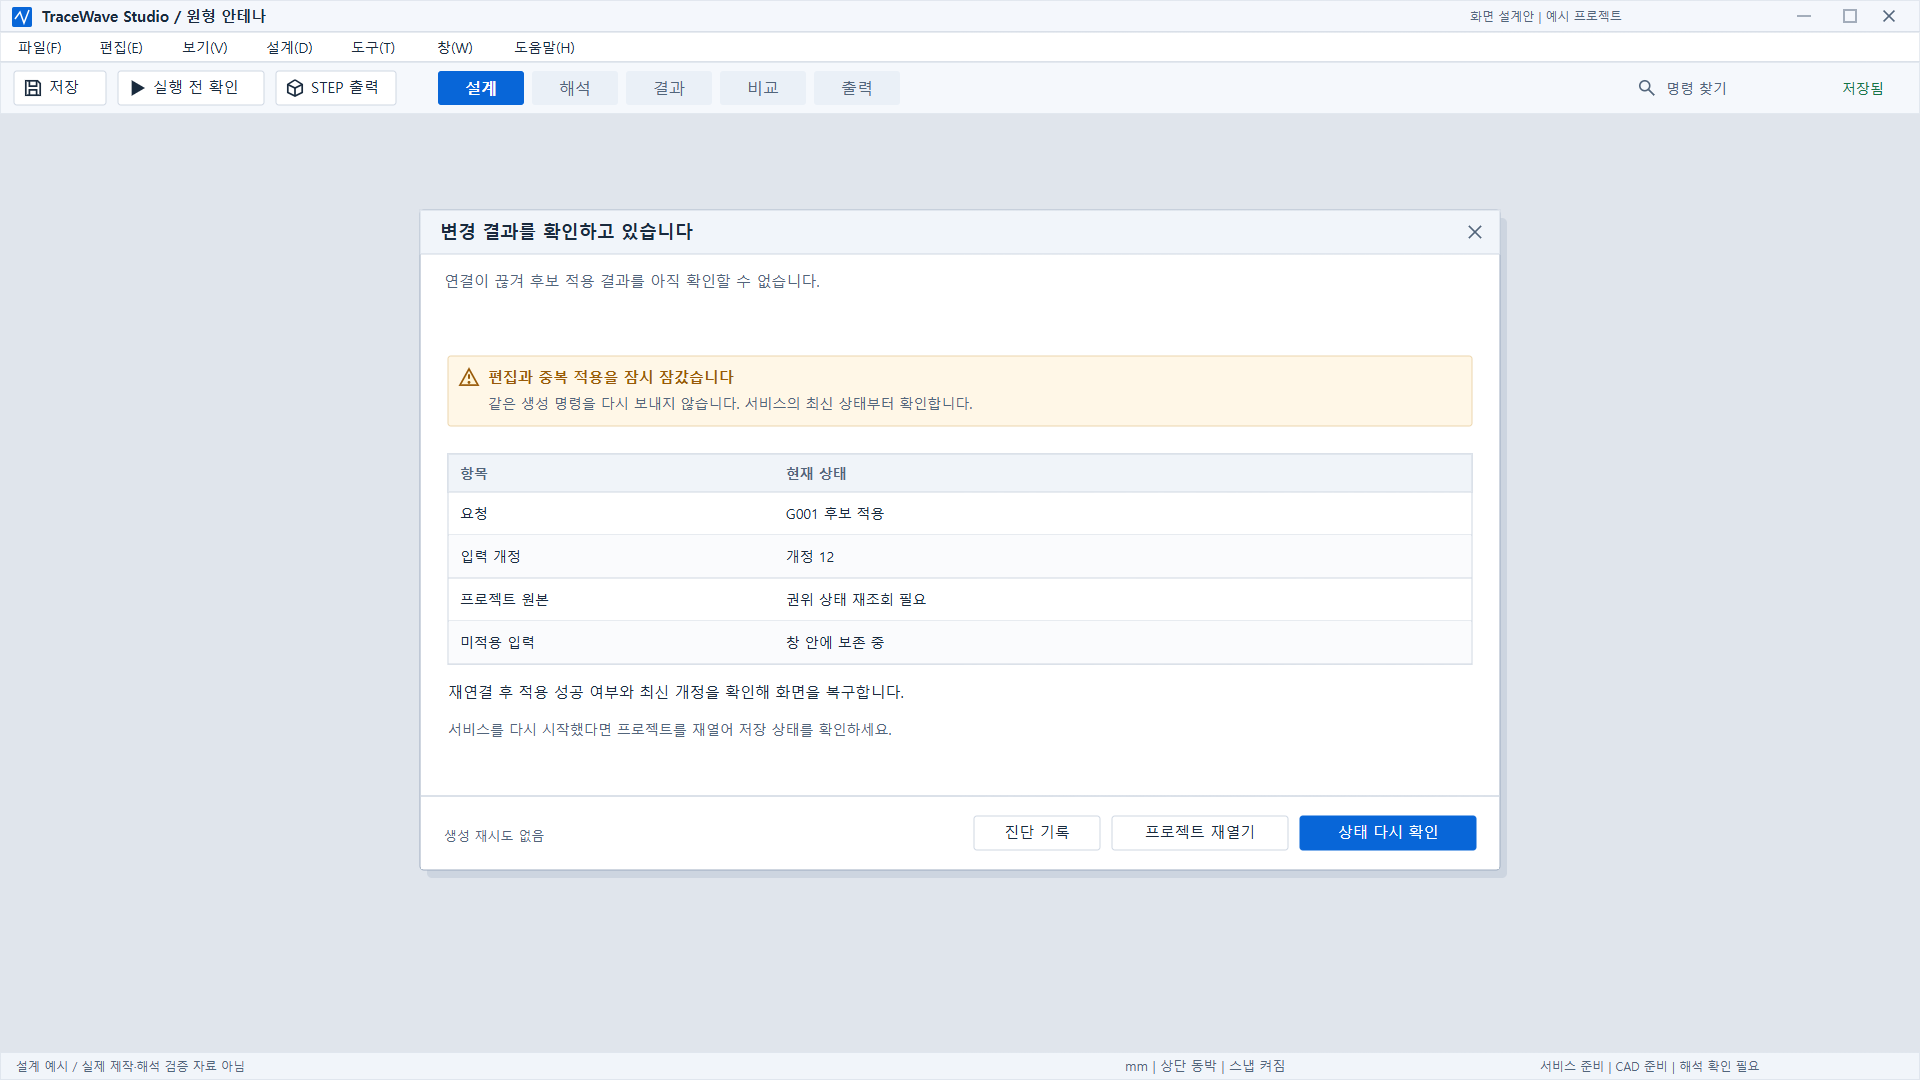 TraceWave Studio / 원형 안테나
화면 설계안 | 예시 프로젝트
파일(F) 편집(E) 보기(V) 설계(D) 도구(T) 창(W) 도움말(H)
저장 실행 전 확인 STEP 출력 설계 해석 결과 비교 출력 명령 찾기 저장됨
변경 결과를 확인하고 있습니다
연결이 끊겨 후보 적용 결과를 아직 확인할 수 없습니다.
편집과 중복 적용을 잠시 잠갔습니다
같은 생성 명령을 다시 보내지 않습니다. 서비스의 최신 상태부터 확인합니다.
항목 현재 상태
요청 G001 후보 적용
입력 개정 개정 12
프로젝트 원본 권위 상태 재조회 필요
미적용 입력 창 안에 보존 중
재연결 후 적용 성공 여부와 최신 개정을 확인해 화면을 복구합니다.
서비스를 다시 시작했다면 프로젝트를 재열어 저장 상태를 확인하세요.
생성 재시도 없음 진단 기록 프로젝트 재열기 상태 다시 확인
설계 예시 / 실제 제작·해석 검증 자료 아님 mm | 상단 동박 | 스냅 켜짐 서비스 준비 | CAD 준비 | 해석 확인 필요